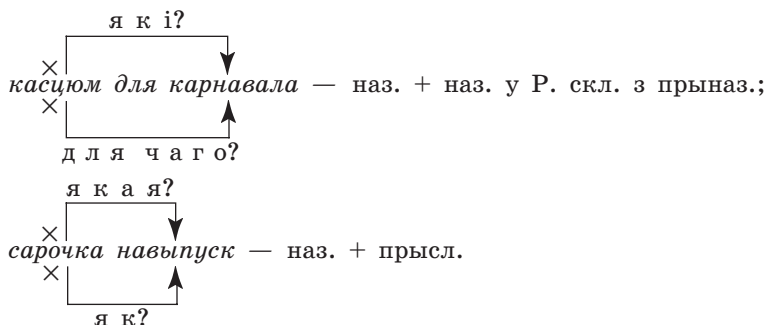 я к і?
касцюм для карнавала — наз. + наз. у Р. скл. з прыназ.;
д л я ч а г о?
я к а я?
сарочка навыпуск — наз. + прысл.
я к?